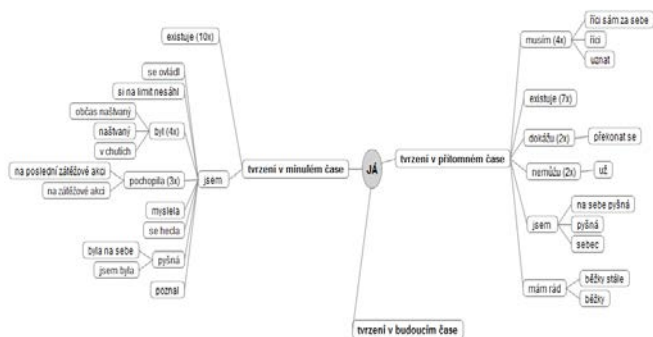 existuje (10x)
se ovládl
si na limit nesáhl
občas naštvaný
naštvaný
v chutích
byl (4x)
na poslední zátěžové akci
na zátěžové akci
pochopila (3x)
myslela
se hecla
byla na sebe
jsem byla
pyšná
poznal
jsem
tvrzení v minulém čase
JÁ
tvrzení v přítomném čase
musím (4x)
říci sám za sebe
říci
uznat
existuje (7x)
dokážu (2x)
překonat se
nemůžu (2x)
už
jsem
na sebe pyšná
pyšná
sebec
mám rád
běžky stále
běžky
tvrzení v budoucím čase